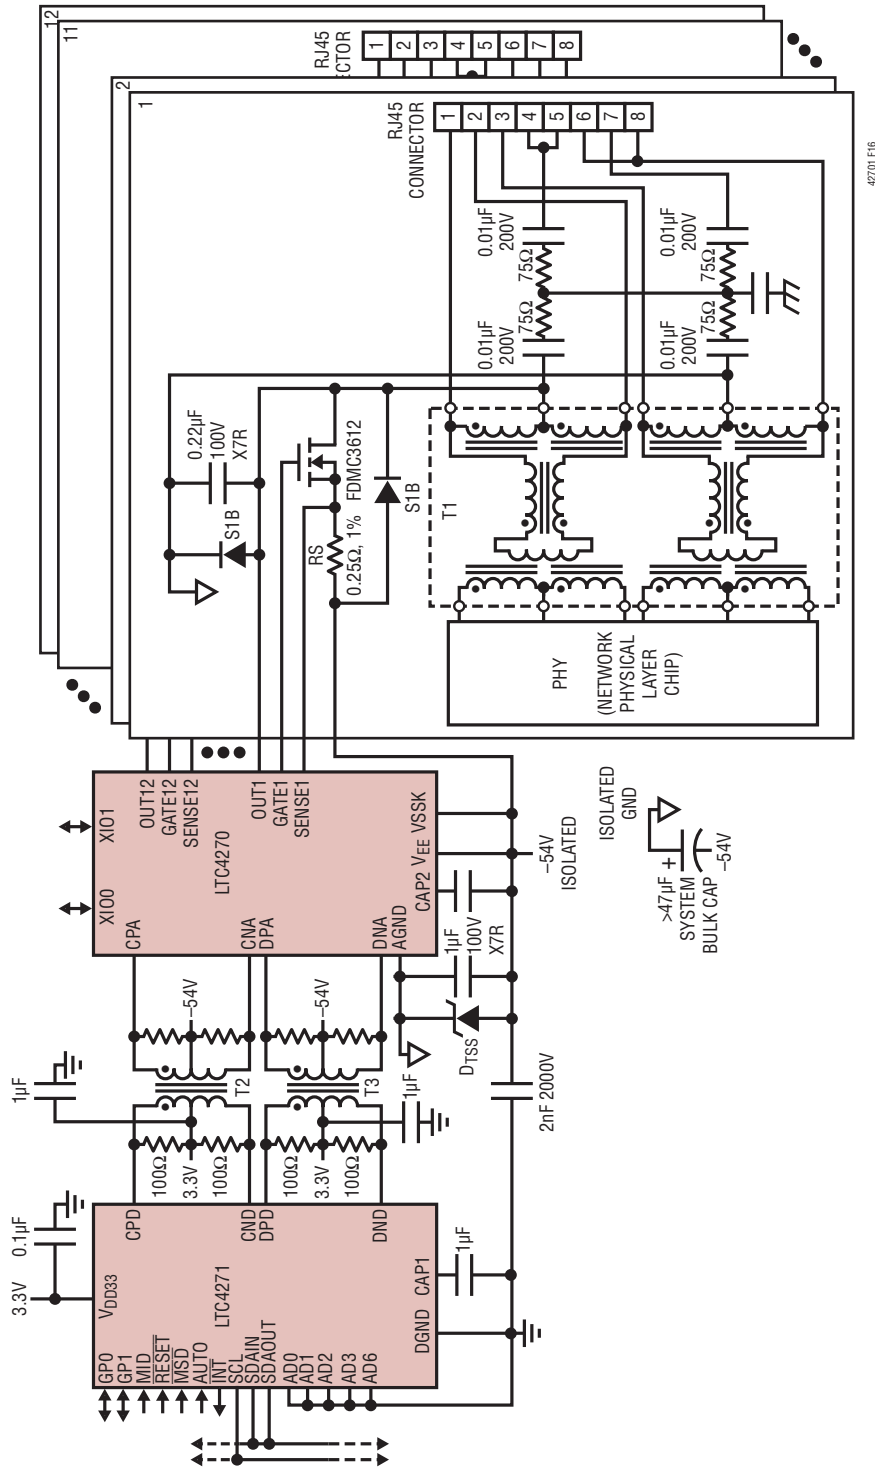 12
11
RJ45
CTOR
1
2
3
4
5
6
7
8
2
1
RJ45
CONNECTOR
1
2
3
4
5
6
7
8
0.01µF
200V
75Ω
0.01µF
200V
75Ω
0.01µF
200V
75Ω
0.01µF
200V
75Ω
0.22µF
100V
X7R
S1B
FDMC3612
RS
0.25Ω, 1%
S1B
T1
PHY
(NETWORK
PHYSICAL
LAYER
CHIP)
OUT12
GATE12
SENSE12
OUT1
GATE1
SENSE1
XIO1
XIO0
LTC4270
CPA
CNA
DPA
DNA
AGND
CAP2
VEE
VSSK
1µF
100V
X7R
–54V
ISOLATED
ISOLATED
GND
>47µF
SYSTEM
BULK CAP
+
–54V
–54V
–54V
DTSS
T2
T3
1µF
1µF
2nF 2000V
100Ω
3.3V
100Ω
100Ω
3.3V
100Ω
0.1µF
3.3V
VDD33
CPD
CND
DPD
DND
LTC4271
CAP1
DGND
1µF
GP0
GP1
MID
RESET
MSD
AUTO
INT
SCL
SDAIN
SDAOUT
AD0
AD1
AD2
AD3
AD6
42701 F16